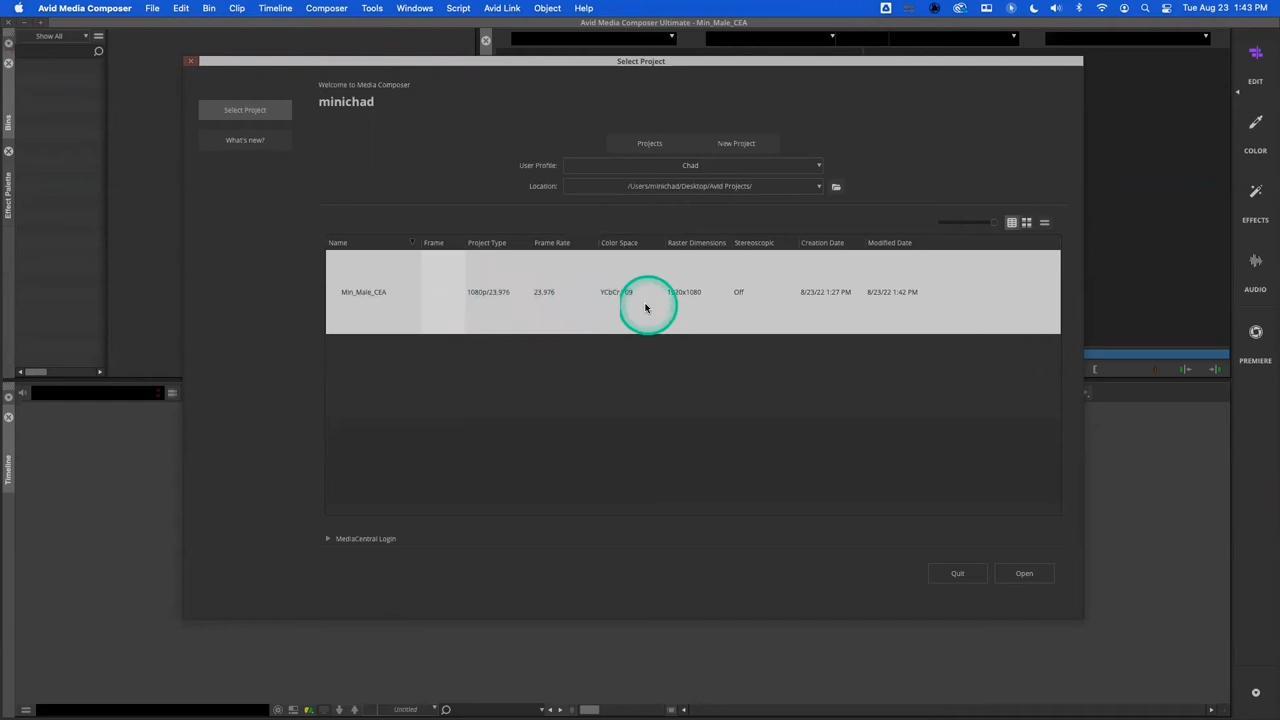 Avid Media Composer File Edit Bin Clip Timeline Composer Tools Windows Script Avid Link Object Help Tue Aug 23 1:43 PM
Avid Media Composer Ultimate - Min_Male_CEA
Show All
Select Project
Welcome to Media Composer
minichad
Select Project
What's new?
Projects New Project
User Profile: Chad
Location: /Users/minichad/Desktop/Avid Projects/
Name Frame Project Type Frame Rate Color Space Raster Dimensions Stereoscopic Creation Date Modified Date
Min_Male_CEA 1080p/23.976 23.976 Off 8/23/22 1:27 PM 8/23/22 1:42 PM
MediaCentral Login
Quit Open
Bins
Effect Palette
Timeline
EDIT
COLOR
EFFECTS
AUDIO
PREMIERE
Untitled